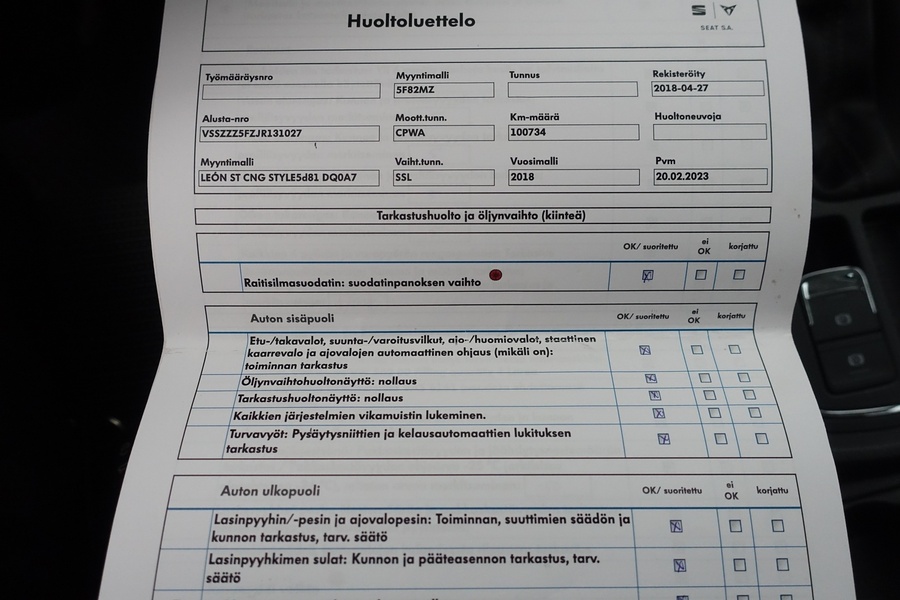 Huoltoluettelo
SEAT S.A.
Työmääräysnro Myyntimalli Tunnus Rekisteröity
5F82MZ 2018-04-27
Alusta-nro Moott.tunn. Km-määrä Huoltoneuvoja
VSSZZZ5FZJR131027 CPWA 100734
Myyntimalli Vaiht.tunn. Vuosimalli Pvm
LEÓN ST CNG STYLE5d81 DQ0A7 SSL 2018 20.02.2023
Tarkastushuolto ja öljynvaihto (kiinteä)
OK/ suoritettu ei OK korjattu
Raitisilmasuodatin: suodatinpanoksen vaihto
Auton sisäpuoli OK/ suoritettu ei OK korjattu
Etu-/takavalot, suunta-/varoitusvilkut, ajo-/huomiovalot, staattinen
kaarrevalo ja ajovalojen automaattinen ohjaus (mikäli on):
toiminnan tarkastus
Öljynvaihtohuoltonäyttö: nollaus
Tarkastushuoltonäyttö: nollaus
Kaikkien järjestelmien vikamuistin lukeminen.
Turvavyöt: Pysäytysniittien ja kelausautomaattien lukituksen
tarkastus
Auton ulkopuoli OK/ suoritettu ei OK korjattu
Lasinpyyhin/-pesin ja ajovalopesin: Toiminnan, suuttimien säädön ja
kunnon tarkastus, tarv. säätö
Lasinpyyhkimen sulat: Kunnon ja pääteasennon tarkastus, tarv.
säätö